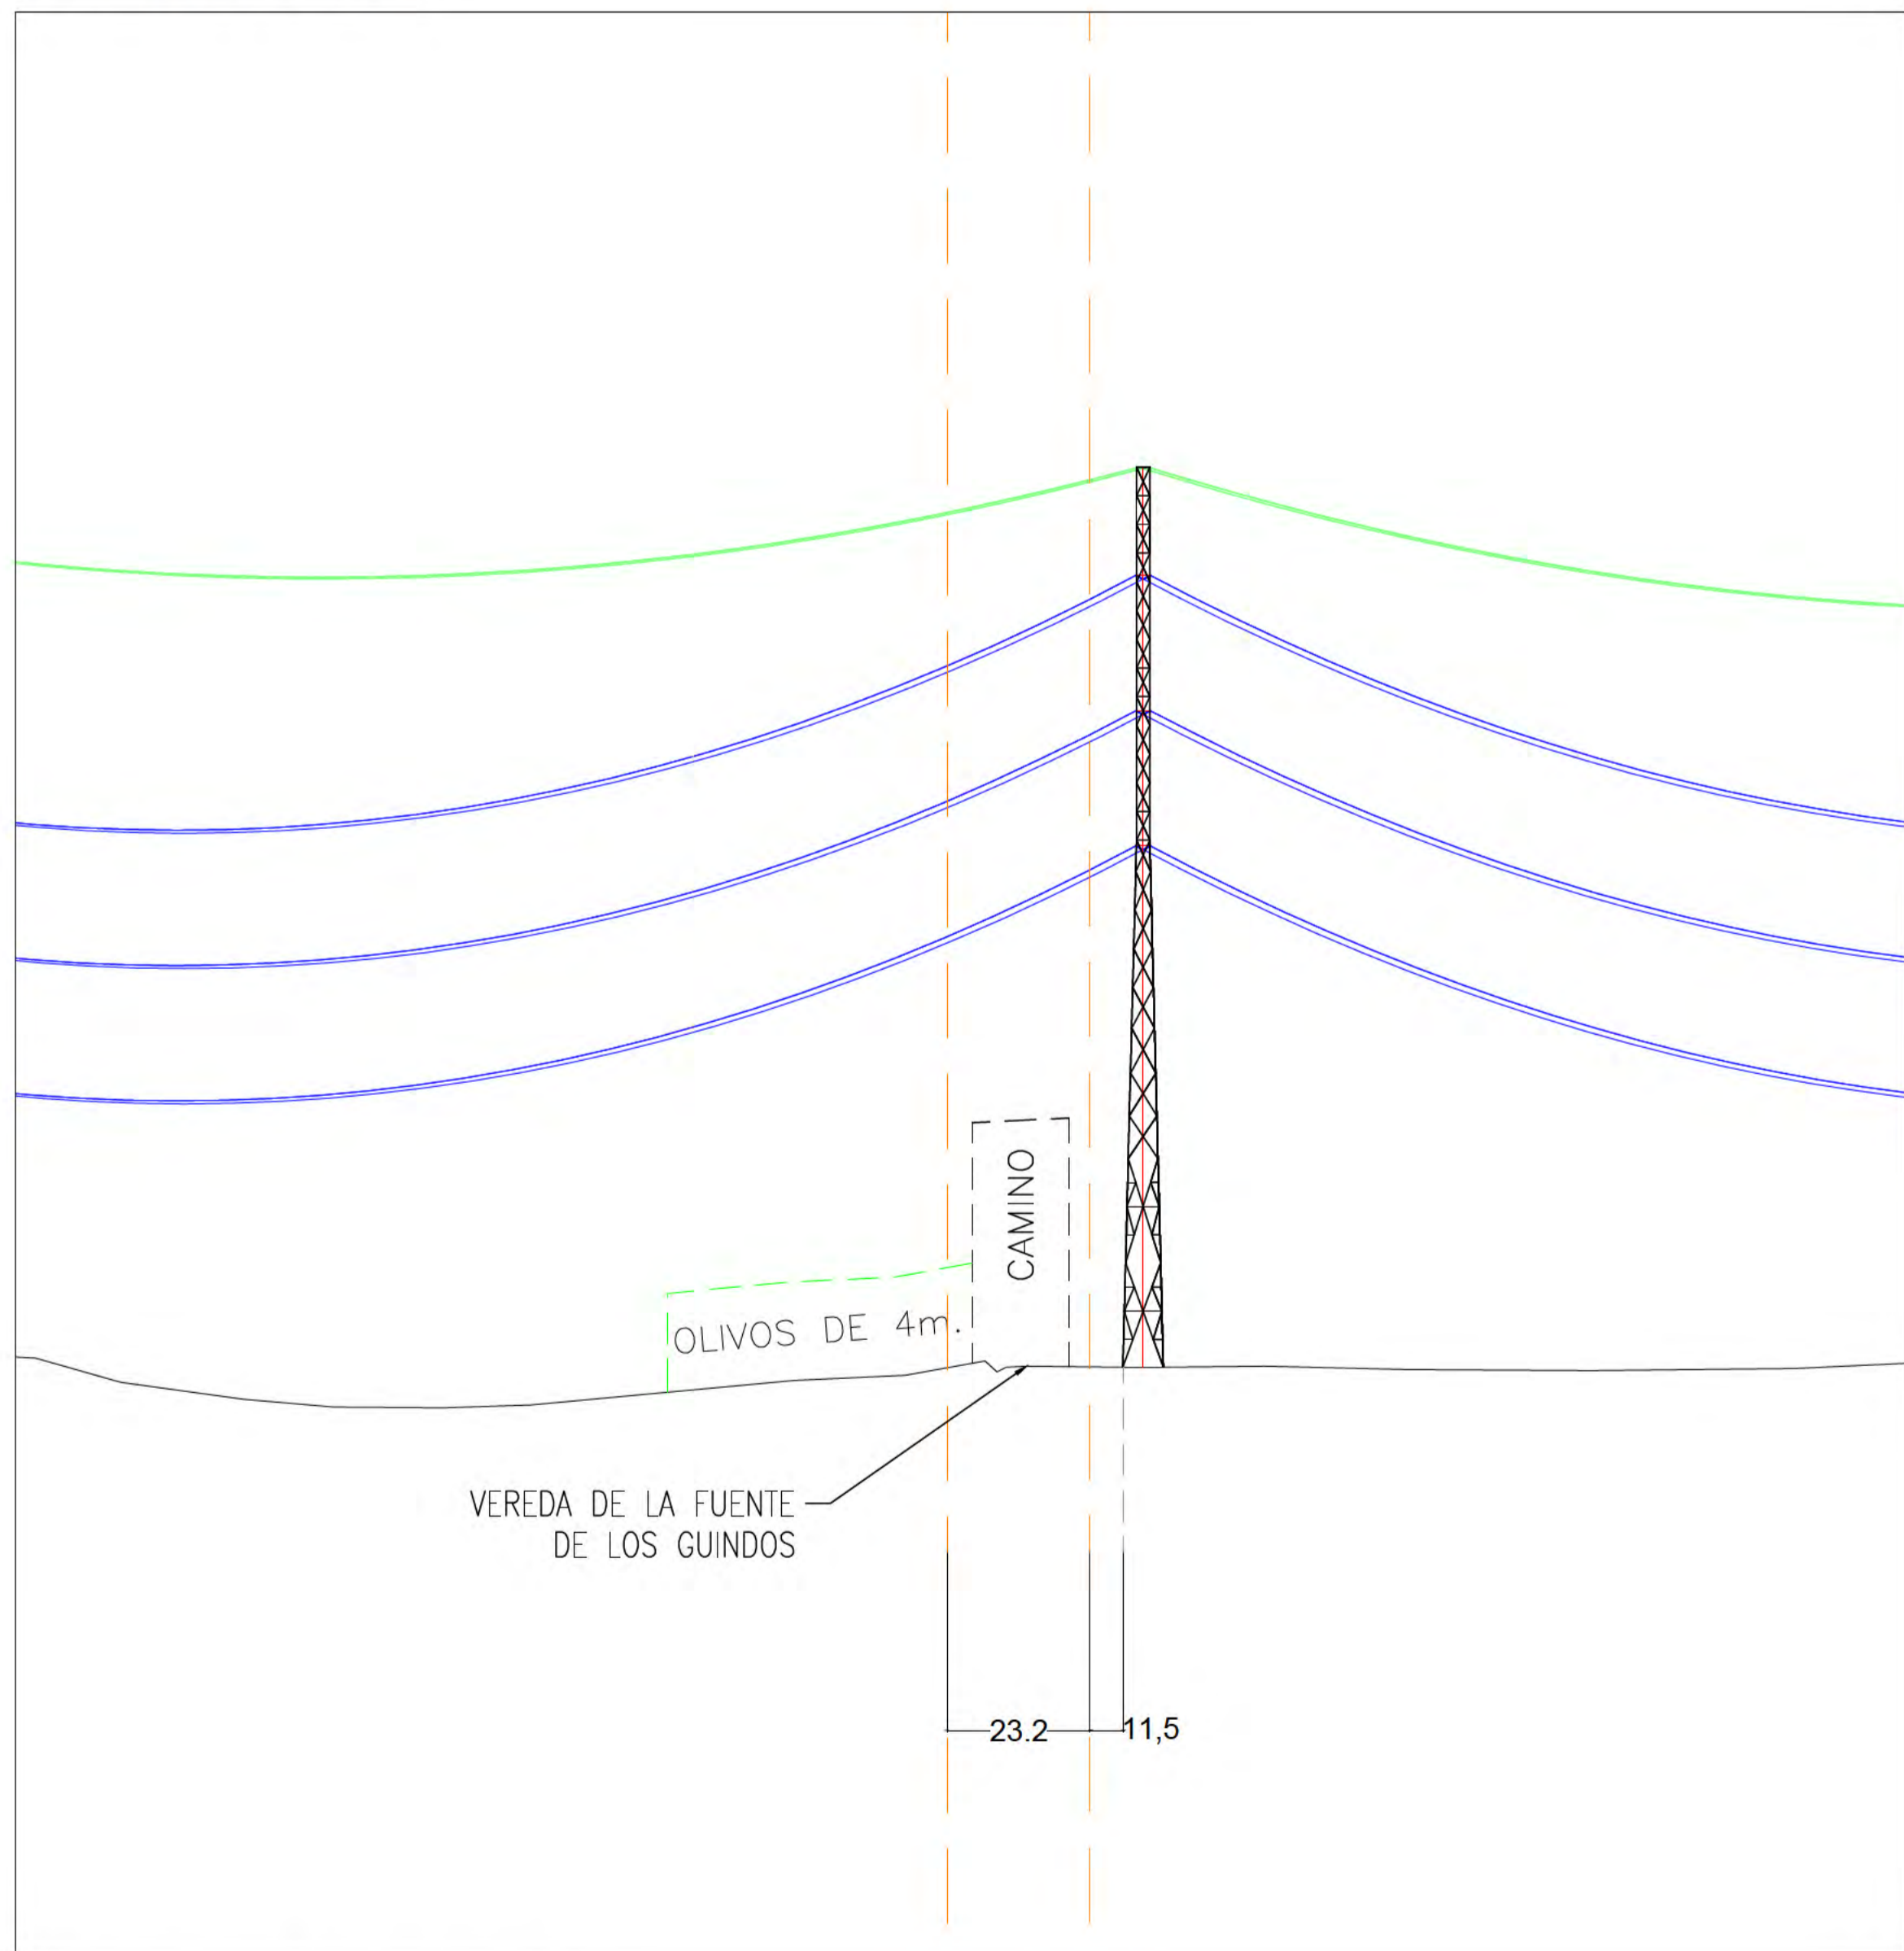 CAMINO
OLIVOS DE 4m.
VEREDA DE LA FUENTE
DE LOS GUINDOS
23.2
11,5